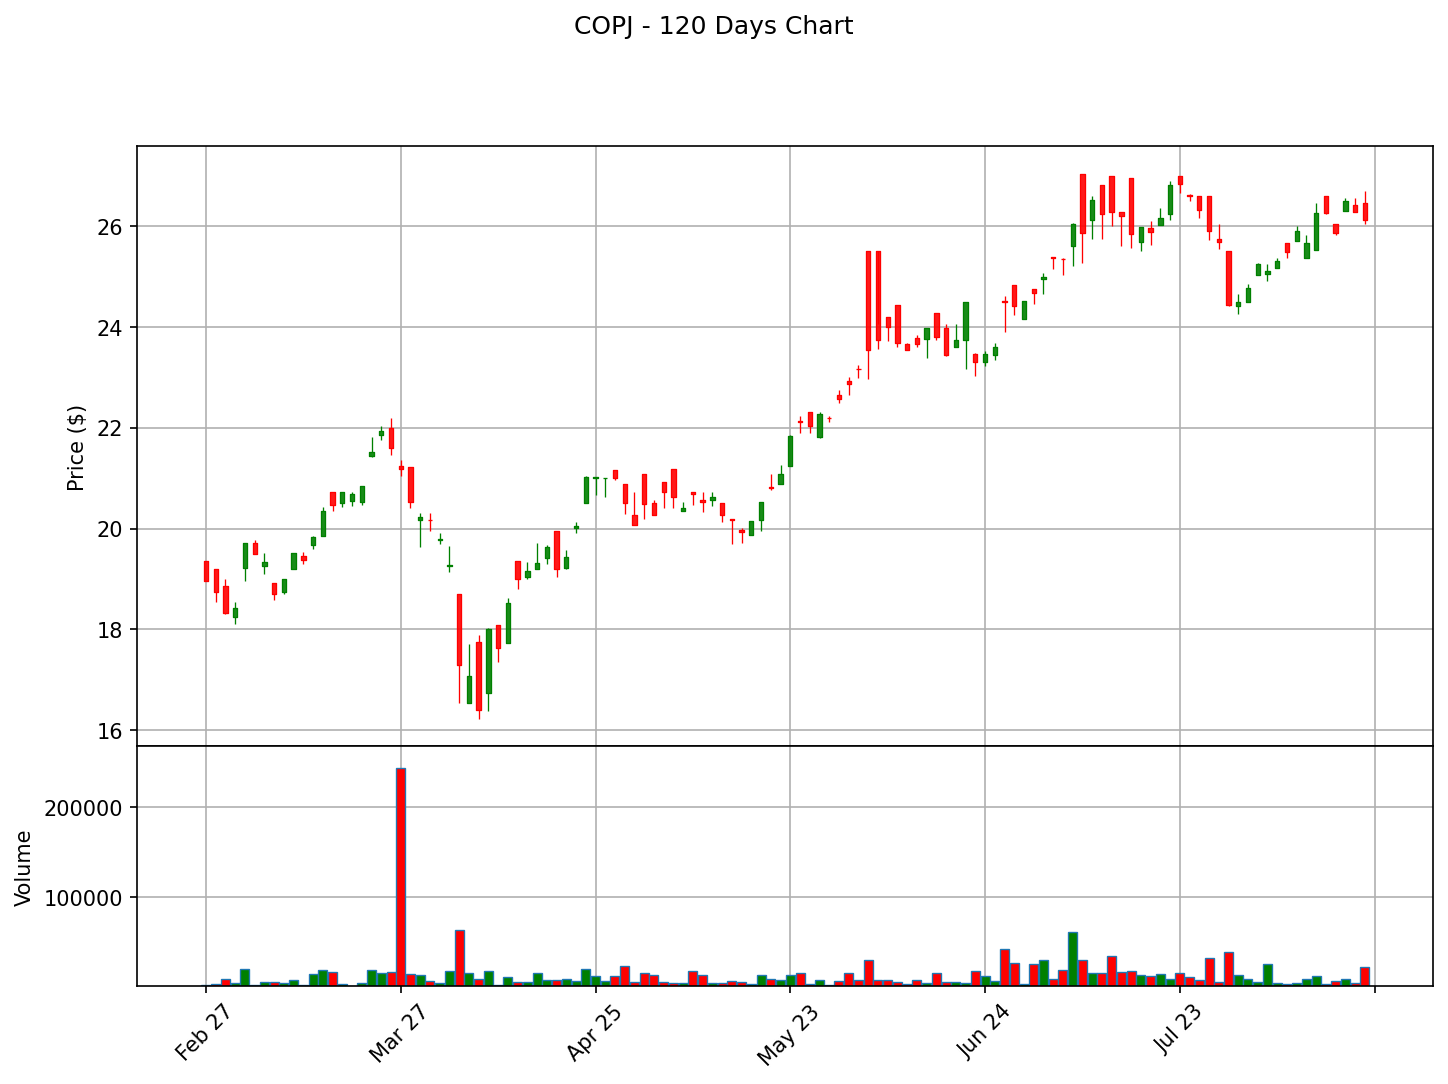 COPJ - 120 Days Chart
Price ($)
26
24
22
20
18
16
Volume
200000
100000
Feb 27
Mar 27
Apr 25
May 23
Jun 24
Jul 23